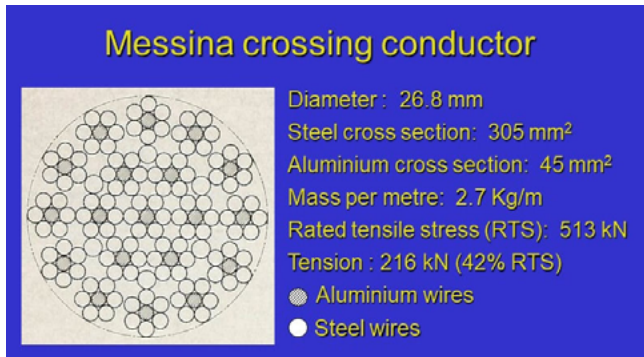 Messina crossing conductor
Diameter : 26.8 mm
Steel cross section: 305 mm²
Aluminium cross section: 45 mm²
Mass per metre: 2.7 Kg/m
Rated tensile stress (RTS): 513 kN
Tension : 216 kN (42% RTS)
Aluminium wires
Steel wires